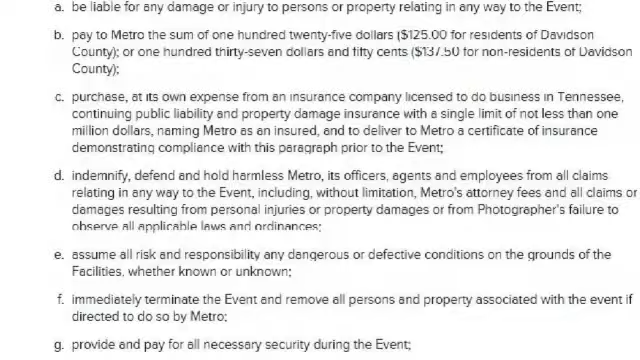 a. be liable for any damage or injury to persons or property relating in any way to the Event;
b. pay to Metro the sum of one hundred twenty-five dollars ($125.00 for residents of Davidson
County); or one hundred thirty-seven dollars and fifty cents ($137.50 for non-residents of Davidson
County);
c. purchase, at its own expense from an insurance company licensed to do business in Tennessee,
continuing public liability and property damage insurance with a single limit of not less than one
million dollars, naming Metro as an insured, and to deliver to Metro a certificate of insurance
demonstrating compliance with this paragraph prior to the Event;
d. indemnify, defend and hold harmless Metro, its officers, agents and employees from all claims
relating in any way to the Event, including, without limitation, Metro's attorney fees and all claims or
damages resulting from personal injuries or property damages or from Photographer's failure to
observe all applicable laws and ordinances;
e. assume all risk and responsibility any dangerous or defective conditions on the grounds of the
Facilities, whether known or unknown;
f. immediately terminate the Event and remove all persons and property associated with the event if
directed to do so by Metro;
g. provide and pay for all necessary security during the Event;